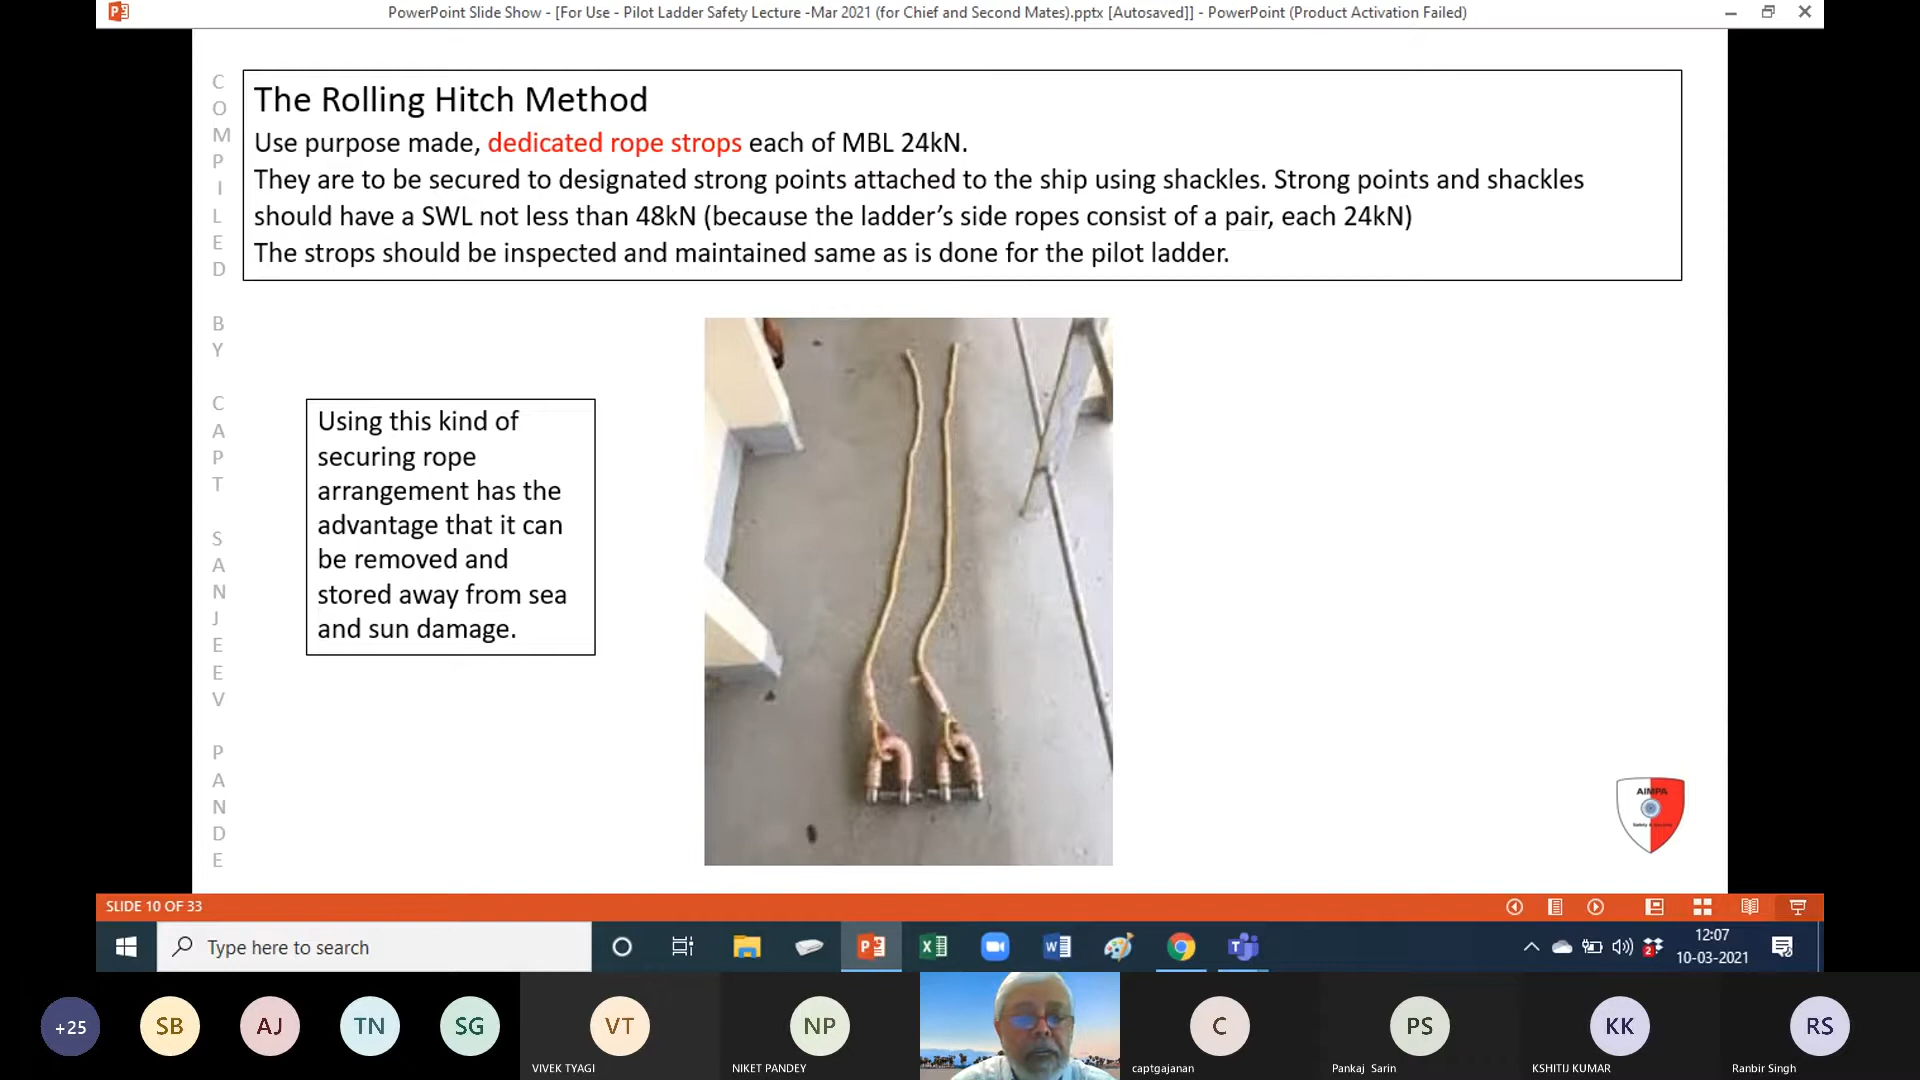 PowerPoint Slide Show - [For Use - Pilot Ladder Safety Lecture -Mar 2021 (for Chief and Second Mates).pptx [Autosaved]] - PowerPoint (Product Activation Failed)
COMPILED BY CAPT SANJEEV PANDE
The Rolling Hitch Method
Use purpose made, dedicated rope strops each of MBL 24kN.
They are to be secured to designated strong points attached to the ship using shackles. Strong points and shackles
should have a SWL not less than 48kN (because the ladder's side ropes consist of a pair, each 24kN)
The strops should be inspected and maintained same as is done for the pilot ladder.
Using this kind of
securing rope
arrangement has the
advantage that it can
be removed and
stored away from sea
and sun damage.
AIMPA
SLIDE 10 OF 33
Type here to search
12:07
10-03-2021
+25
SB
AJ
TN
SG
VT
NP
C
PS
KK
RS
VIVEK TYAGI
NIKET PANDEY
captgajanan
Pankaj Sarin
KSHITIJ KUMAR
Ranbir Singh